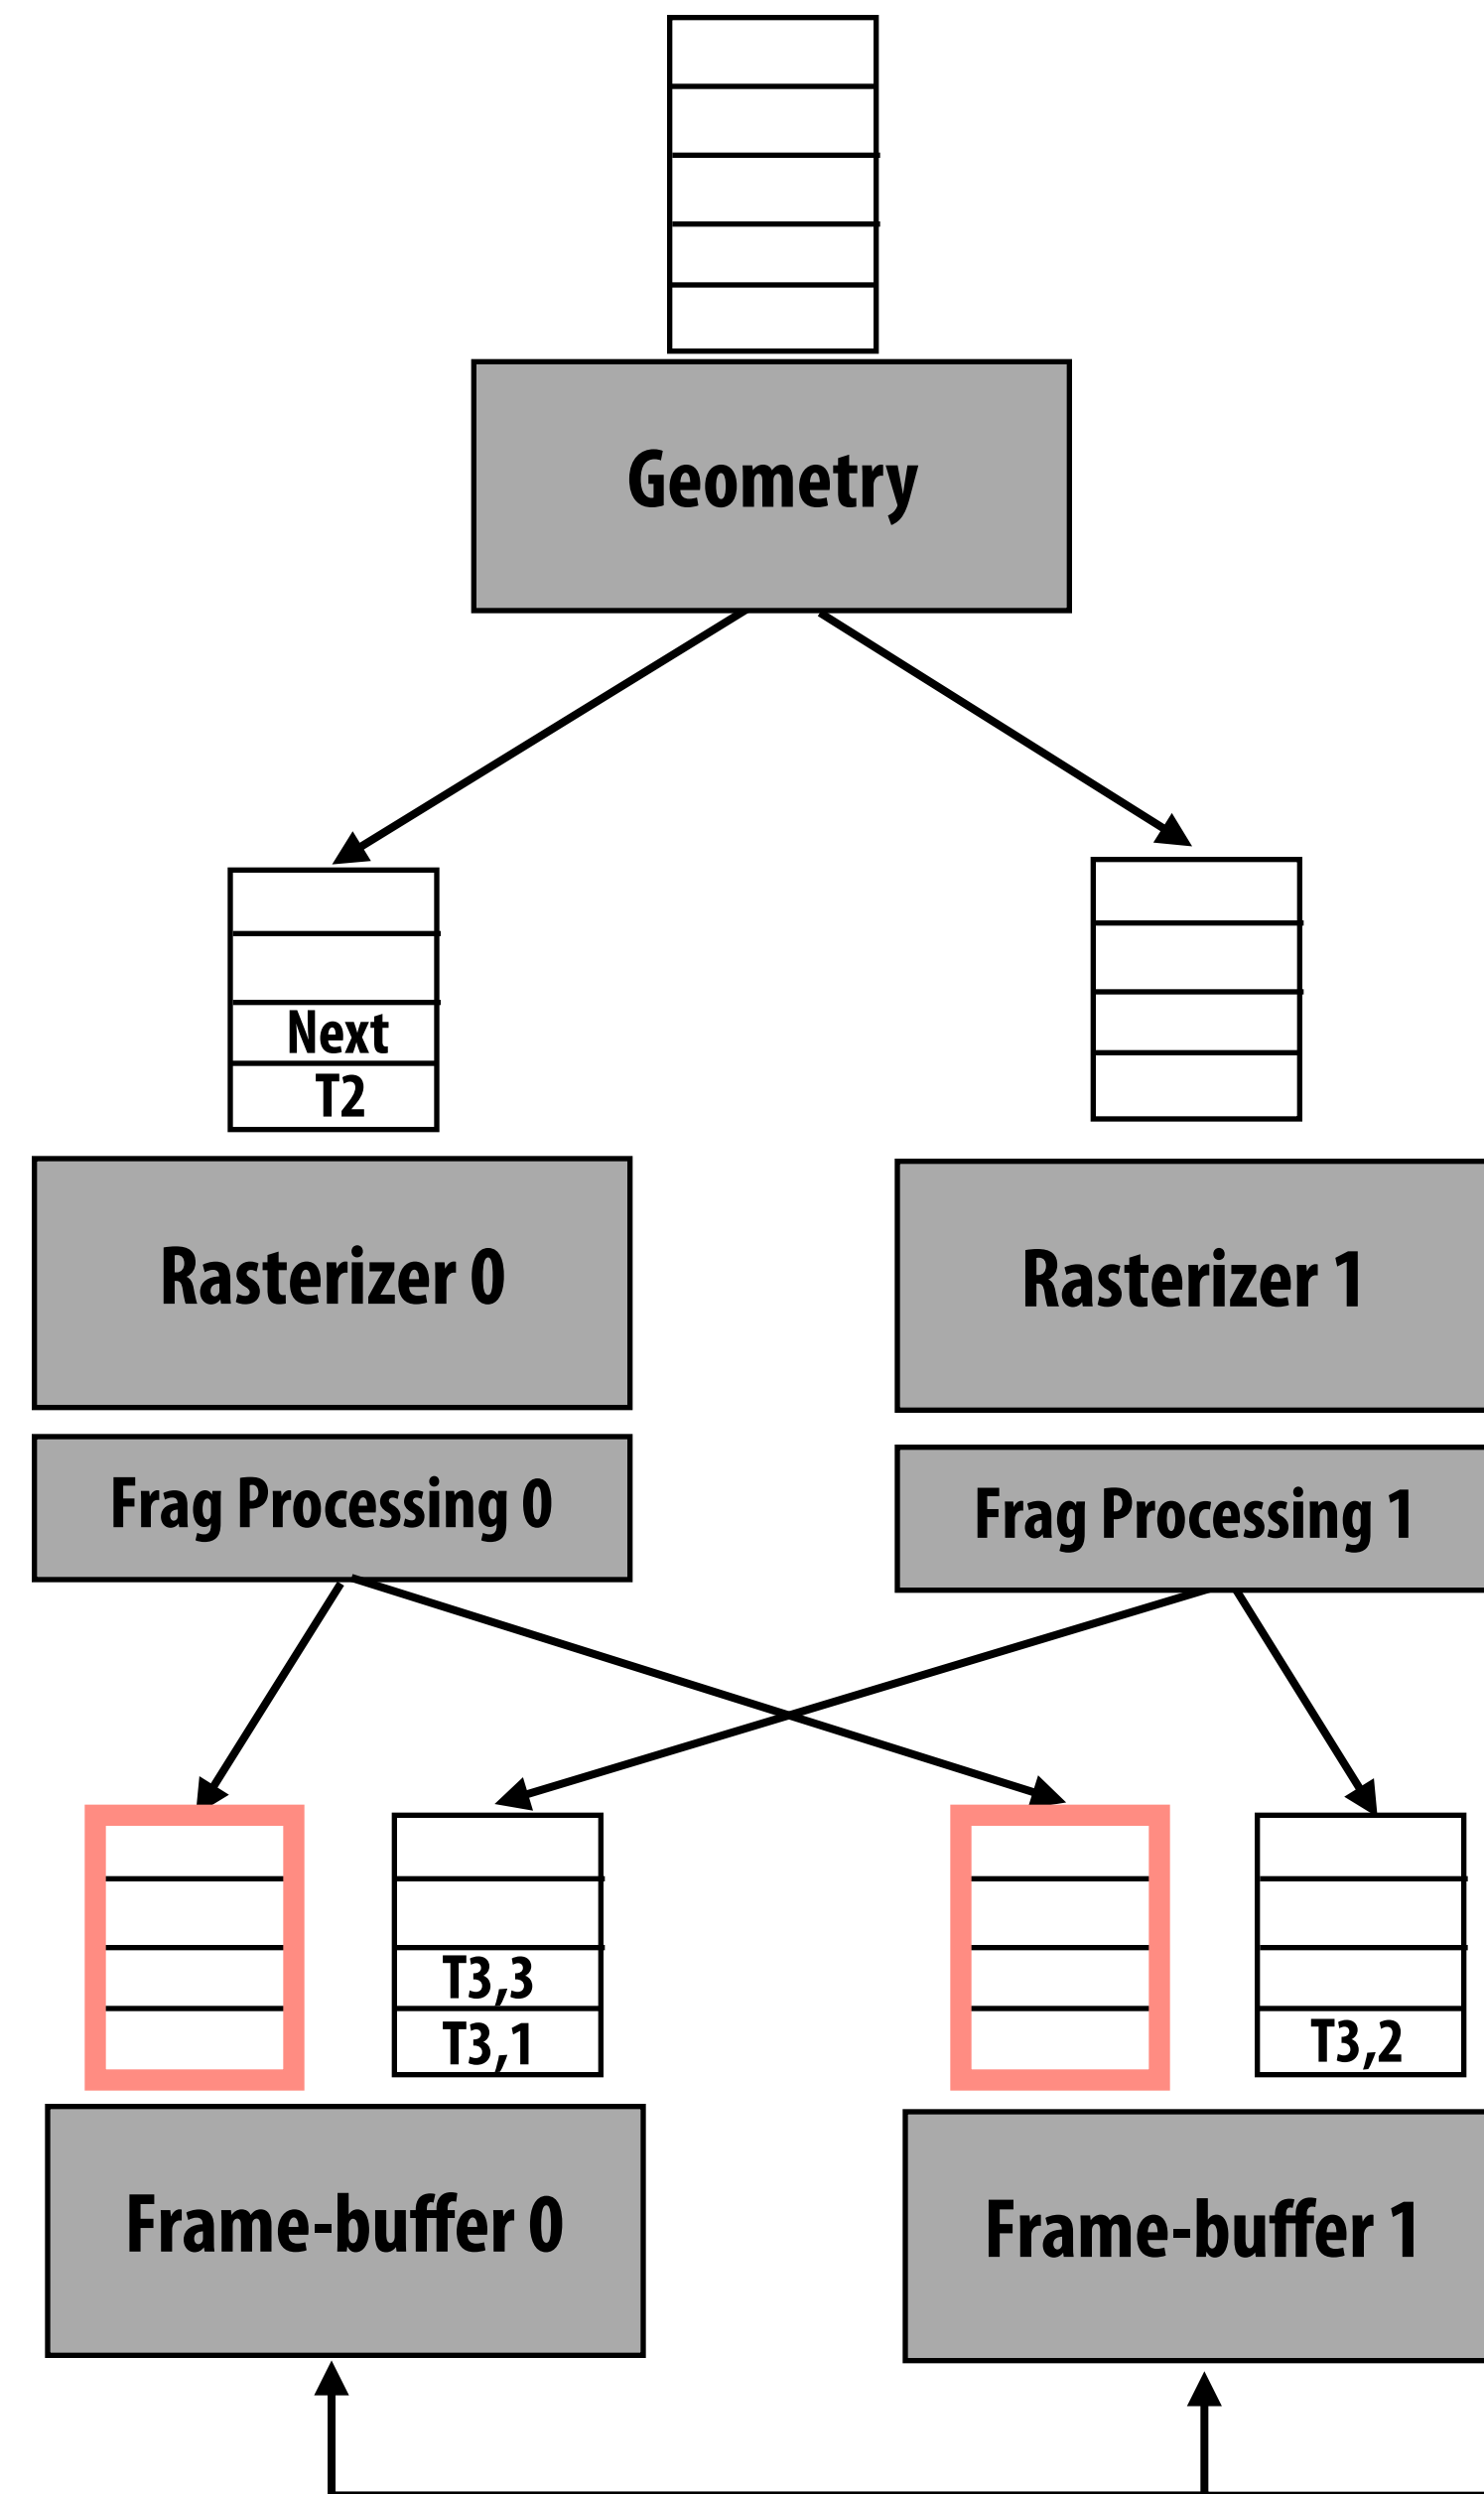 Geometry
Next
T2
Rasterizer 0
Rasterizer 1
Frag Processing 0
Frag Processing 1
T3,3
T3,1
T3,2
Frame-buffer 0
Frame-buffer 1